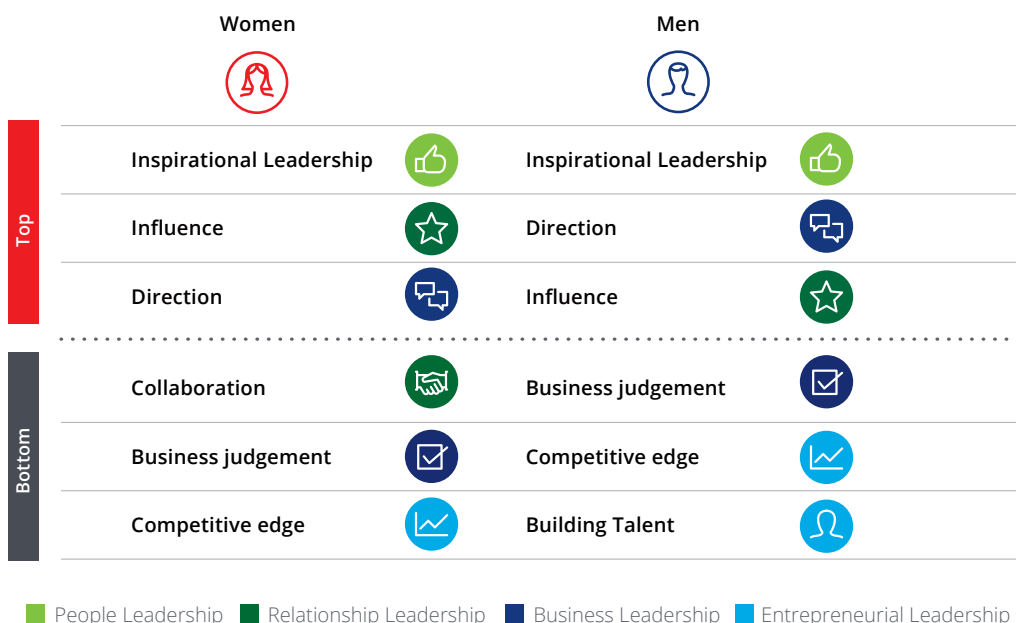 Women Men
Top
Inspirational Leadership Inspirational Leadership
Influence Direction
Direction Influence
Bottom
Collaboration Business judgement
Business judgement Competitive edge
Competitive edge Building Talent
People Leadership Relationship Leadership Business Leadership Entrepreneurial Leadership